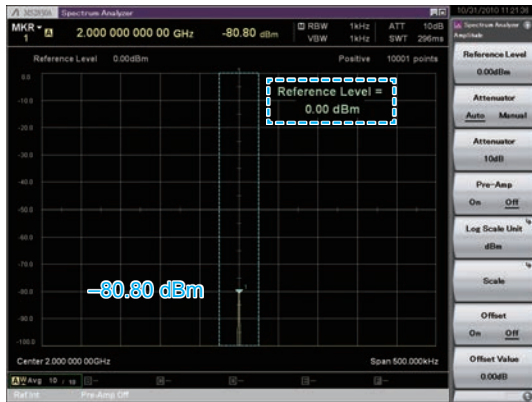 MS2830A Spectrum Analyzer
10/31/2010 11:21:36
MKR
1
A
2.000 000 000 00 GHz
-80.80 dBm
RBW 1kHz
VBW 1kHz
ATT 10dB
SWT 296ms
Reference Level 0.00dBm
Positive 10001 points
Reference Level =
0.00 dBm
0.0
-10.0
-20.0
-30.0
-40.0
-50.0
-60.0
-70.0
-80.0
-90.0
-100.0
–80.80 dBm
1
Center 2.000 000 00GHz
Span 500.000kHz
A W Avg 10 / 10
Ref.Int
Pre-Amp Off
Spectrum Analyzer
Amplitude
Reference Level
0.00dBm
Attenuator
Auto Manual
Attenuator
10dB
Pre-Amp
On Off
Log Scale Unit
dBm
Scale
Offset
On Off
Offset Value
0.00dB